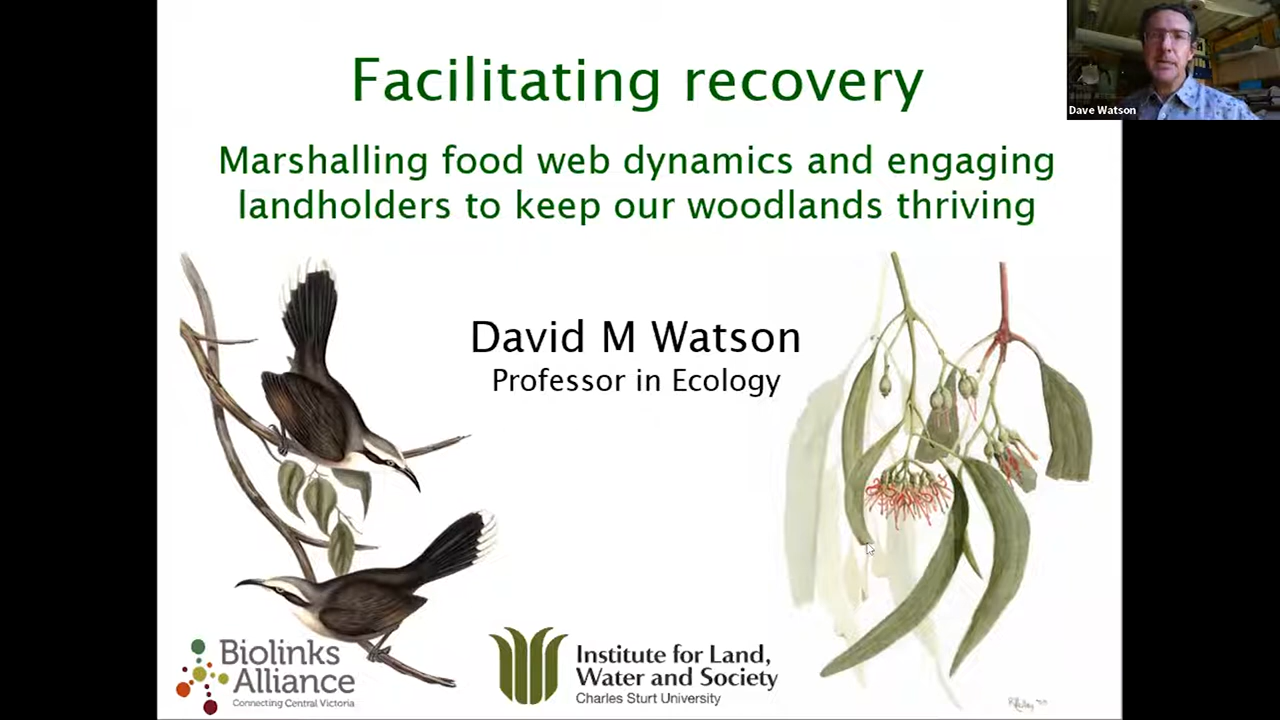 Facilitating recovery
Dave Watson
Marshalling food web dynamics and engaging
landholders to keep our woodlands thriving
David M Watson
Professor in Ecology
Biolinks
Alliance
Connecting Central Victoria
Institute for Land,
Water and Society
Charles Sturt University